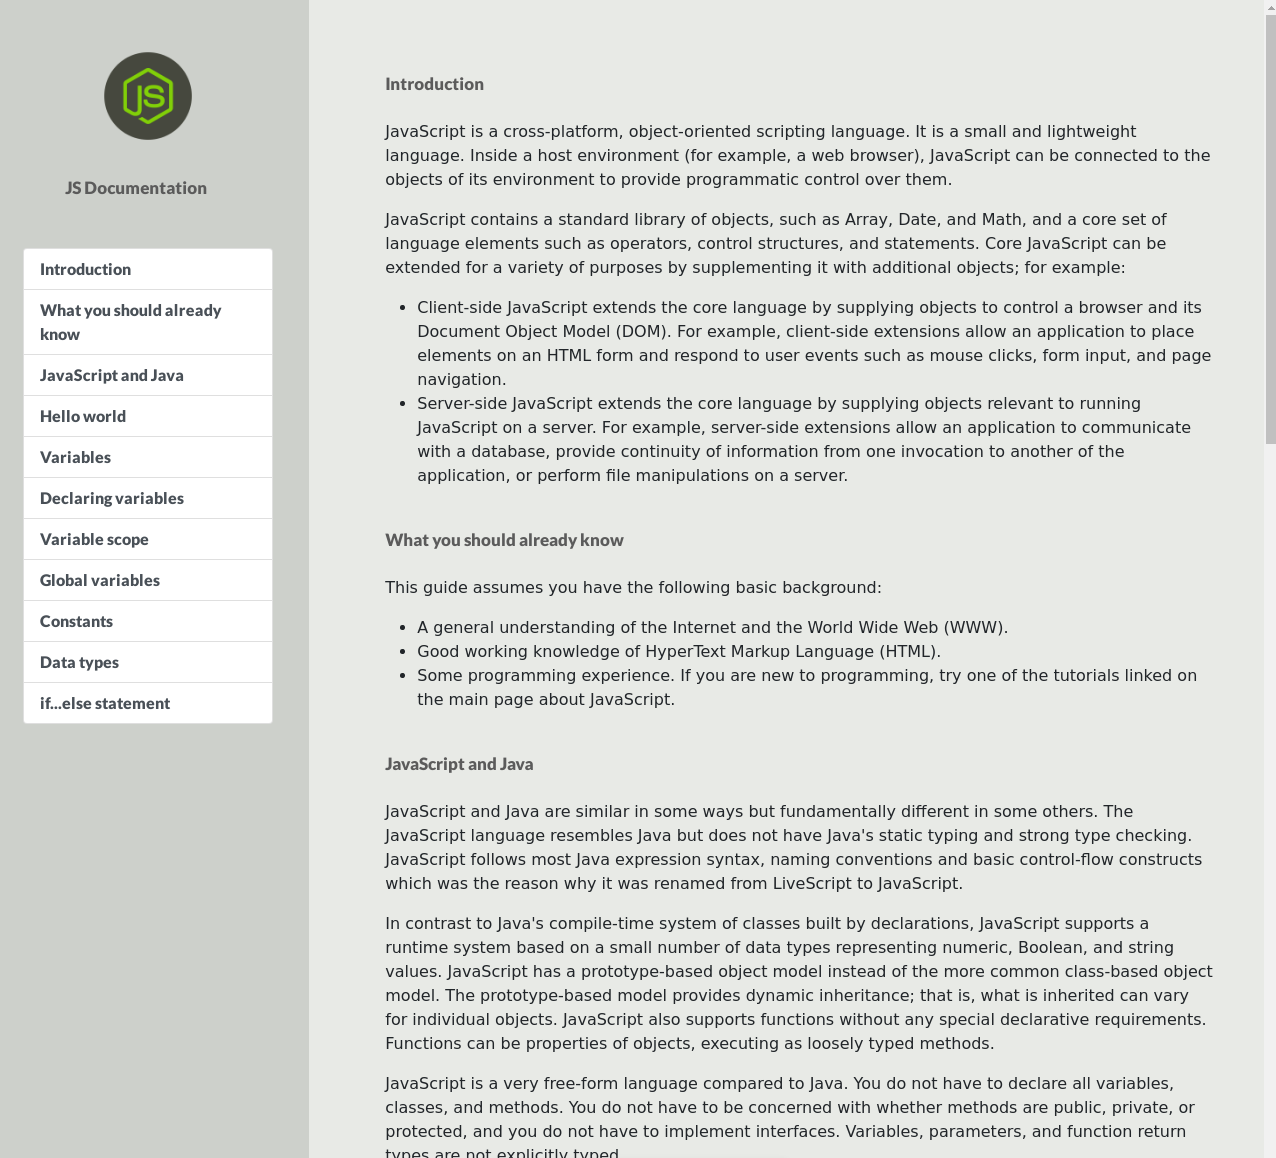 JS
JS Documentation
Introduction
What you should already
know
JavaScript and Java
Hello world
Variables
Declaring variables
Variable scope
Global variables
Constants
Data types
if...else statement
Introduction
JavaScript is a cross-platform, object-oriented scripting language. It is a small and lightweight
language. Inside a host environment (for example, a web browser), JavaScript can be connected to the
objects of its environment to provide programmatic control over them.
JavaScript contains a standard library of objects, such as Array, Date, and Math, and a core set of
language elements such as operators, control structures, and statements. Core JavaScript can be
extended for a variety of purposes by supplementing it with additional objects; for example:
• Client-side JavaScript extends the core language by supplying objects to control a browser and its
Document Object Model (DOM). For example, client-side extensions allow an application to place
elements on an HTML form and respond to user events such as mouse clicks, form input, and page
navigation.
• Server-side JavaScript extends the core language by supplying objects relevant to running
JavaScript on a server. For example, server-side extensions allow an application to communicate
with a database, provide continuity of information from one invocation to another of the
application, or perform file manipulations on a server.
What you should already know
This guide assumes you have the following basic background:
• A general understanding of the Internet and the World Wide Web (WWW).
• Good working knowledge of HyperText Markup Language (HTML).
• Some programming experience. If you are new to programming, try one of the tutorials linked on
the main page about JavaScript.
JavaScript and Java
JavaScript and Java are similar in some ways but fundamentally different in some others. The
JavaScript language resembles Java but does not have Java's static typing and strong type checking.
JavaScript follows most Java expression syntax, naming conventions and basic control-flow constructs
which was the reason why it was renamed from LiveScript to JavaScript.
In contrast to Java's compile-time system of classes built by declarations, JavaScript supports a
runtime system based on a small number of data types representing numeric, Boolean, and string
values. JavaScript has a prototype-based object model instead of the more common class-based object
model. The prototype-based model provides dynamic inheritance; that is, what is inherited can vary
for individual objects. JavaScript also supports functions without any special declarative requirements.
Functions can be properties of objects, executing as loosely typed methods.
JavaScript is a very free-form language compared to Java. You do not have to declare all variables,
classes, and methods. You do not have to be concerned with whether methods are public, private, or
protected, and you do not have to implement interfaces. Variables, parameters, and function return
types are not explicitly typed.